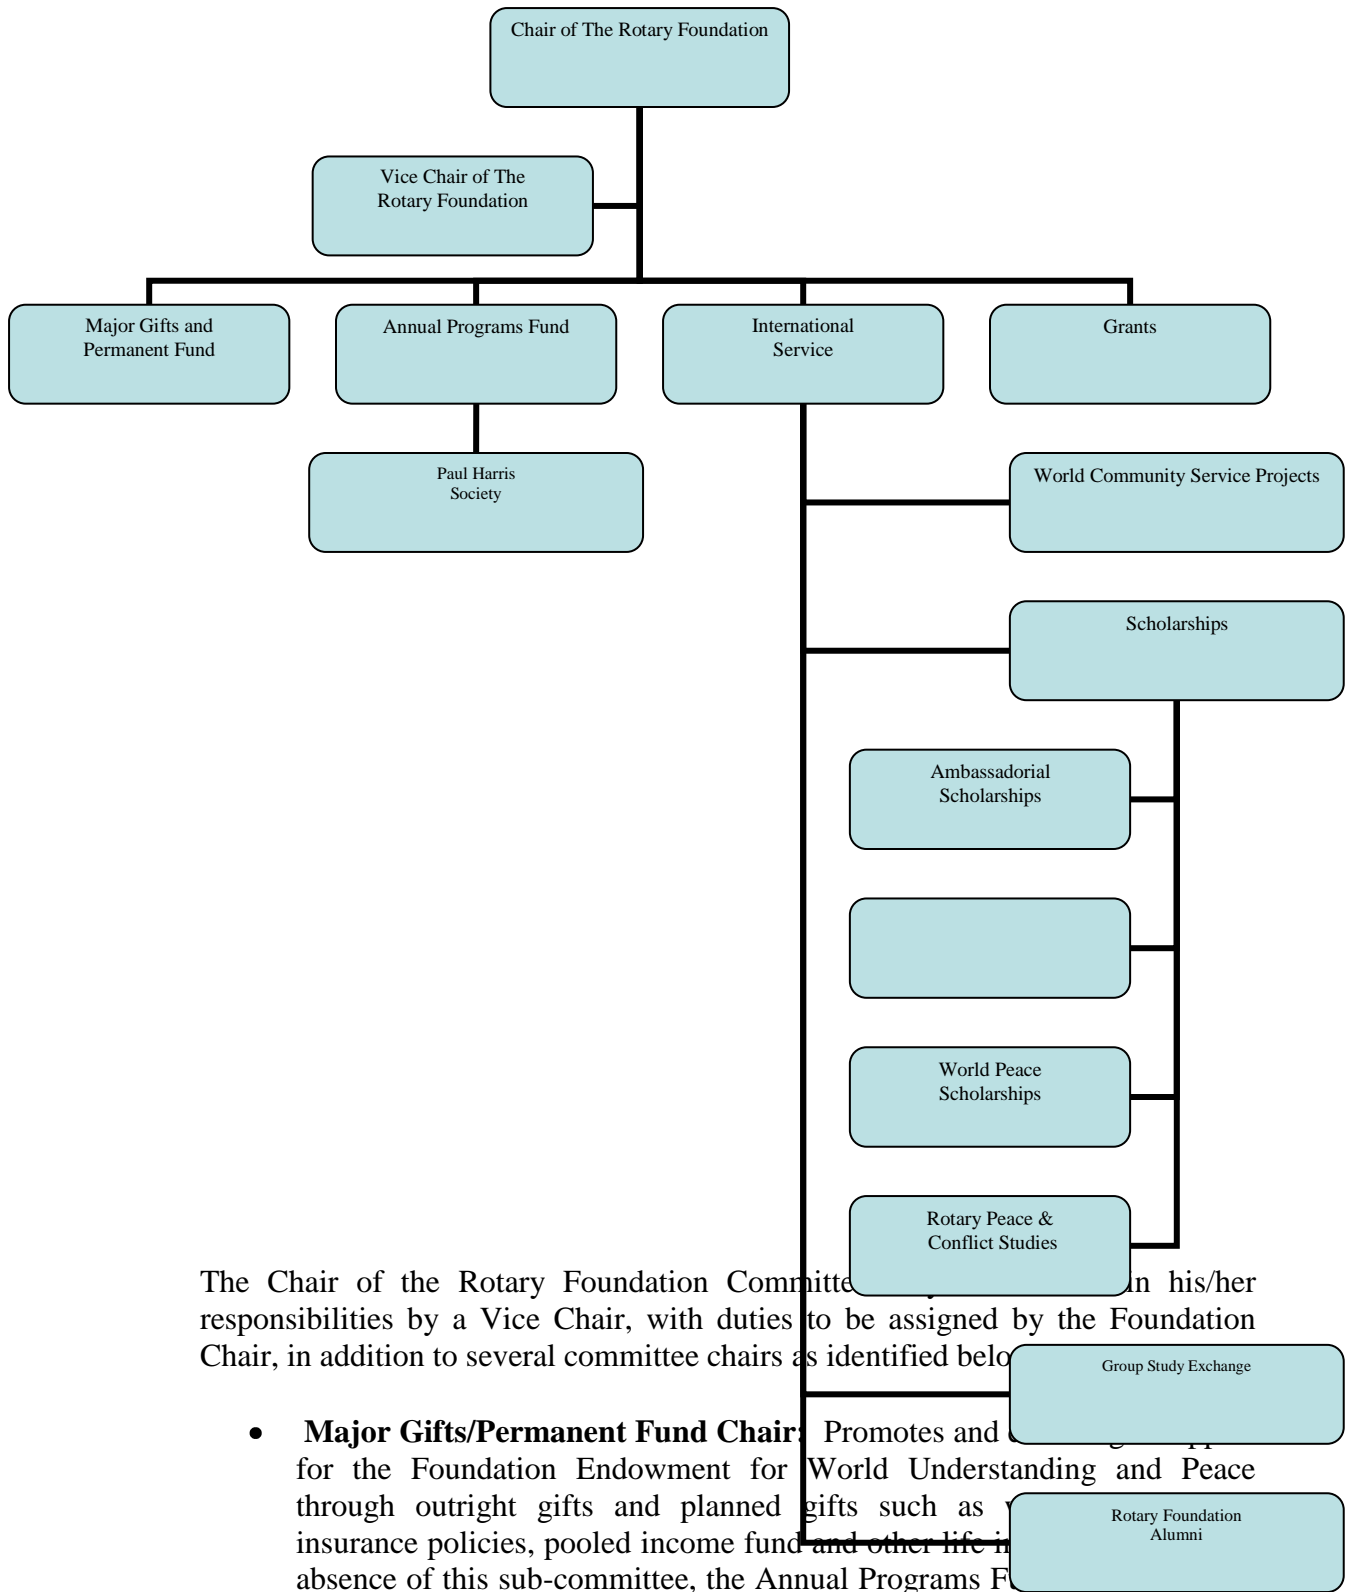 Chair of The Rotary Foundation
Vice Chair of The
Rotary Foundation
Major Gifts and
Permanent Fund
Annual Programs Fund
International
Service
Grants
Paul Harris
Society
World Community Service Projects
Scholarships
Ambassadorial
Scholarships
World Peace
Scholarships
Rotary Peace &
Conflict Studies
The Chair of the Rotary Foundation in his/her
responsibilities by a Vice Chair, with duties to be assigned by the Foundation
Chair, in addition to several committee chairs as identified
Group Study Exchange
• Major Gifts/Permanent Fund Chair: Promotes and
for the Foundation Endowment for World Understanding and Peace
through outright gifts and planned gifts such as
insurance policies, pooled income fund and other life
absence of this sub-committee, the Annual Programs
Rotary Foundation
Alumni